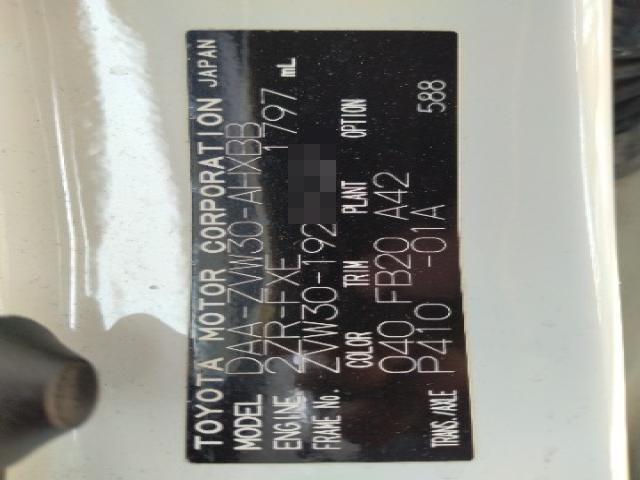 TOYOTA MOTOR CORPORATION JAPAN
MODEL DAA-ZVW30-AHXBB
ENGINE 2ZR-FXE 1797 mL
FRAME No. ZVW30-192
COLOR TRIM PLANT OPTION
040 FB20 A42
TRANS./AXLE P410 -01A 588